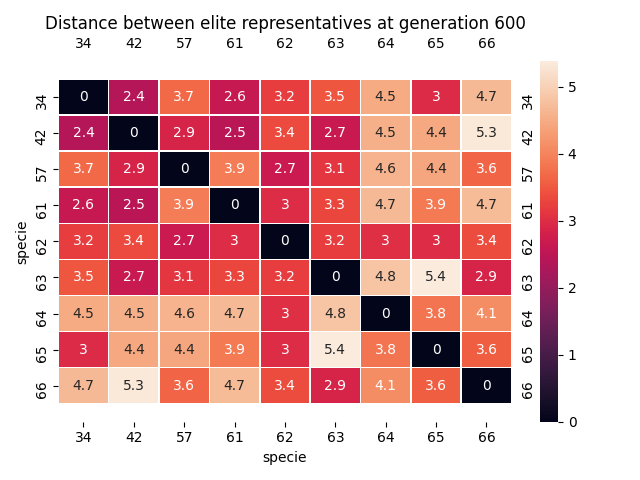 Distance between elite representatives at generation 600
34 42 57 61 62 63 64 65 66
34 0 2.4 3.7 2.6 3.2 3.5 4.5 3 4.7 34
42 2.4 0 2.9 2.5 3.4 2.7 4.5 4.4 5.3 42
57 3.7 2.9 0 3.9 2.7 3.1 4.6 4.4 3.6 57
61 2.6 2.5 3.9 0 3 3.3 4.7 3.9 4.7 61
62 3.2 3.4 2.7 3 0 3.2 3 3 3.4 62
63 3.5 2.7 3.1 3.3 3.2 0 4.8 5.4 2.9 63
64 4.5 4.5 4.6 4.7 3 4.8 0 3.8 4.1 64
65 3 4.4 4.4 3.9 3 5.4 3.8 0 3.6 65
66 4.7 5.3 3.6 4.7 3.4 2.9 4.1 3.6 0 66
34 42 57 61 62 63 64 65 66
specie
specie
5
4
3
2
1
0